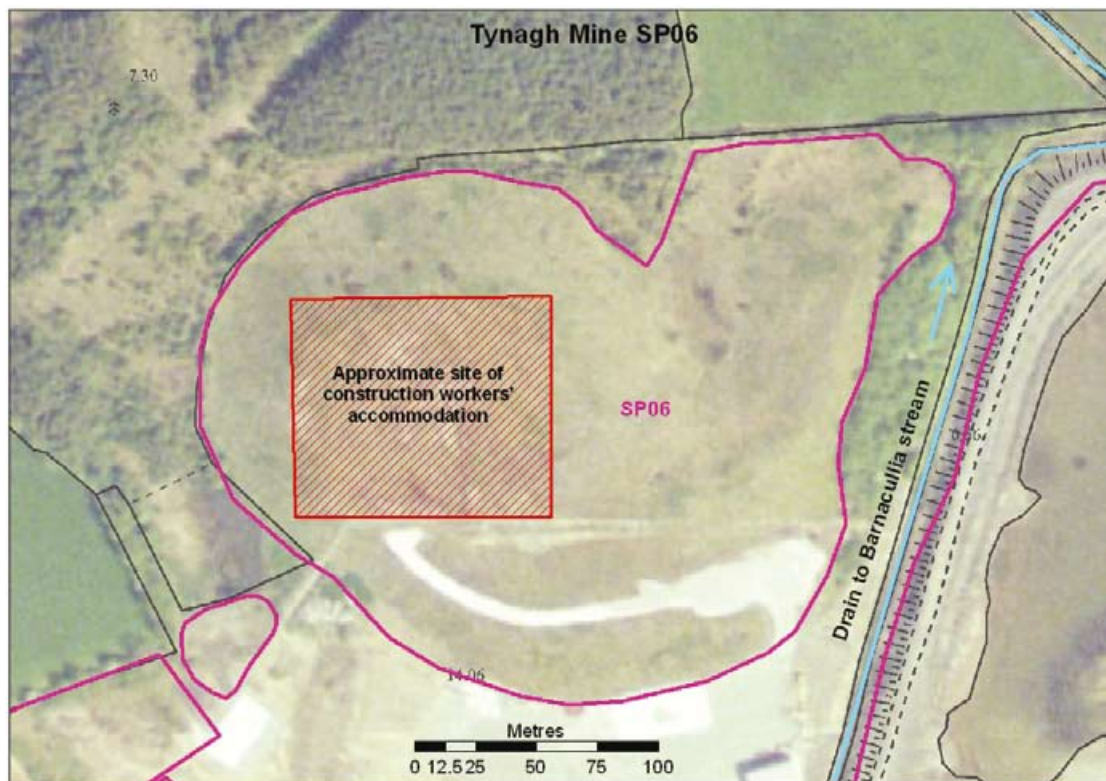 Tynagh Mine SP06
7.30
Approximate site of
construction workers'
accommodation
SP06
Drain to Barnacullia stream
14.06
Metres
0 12.5 25 50 75 100